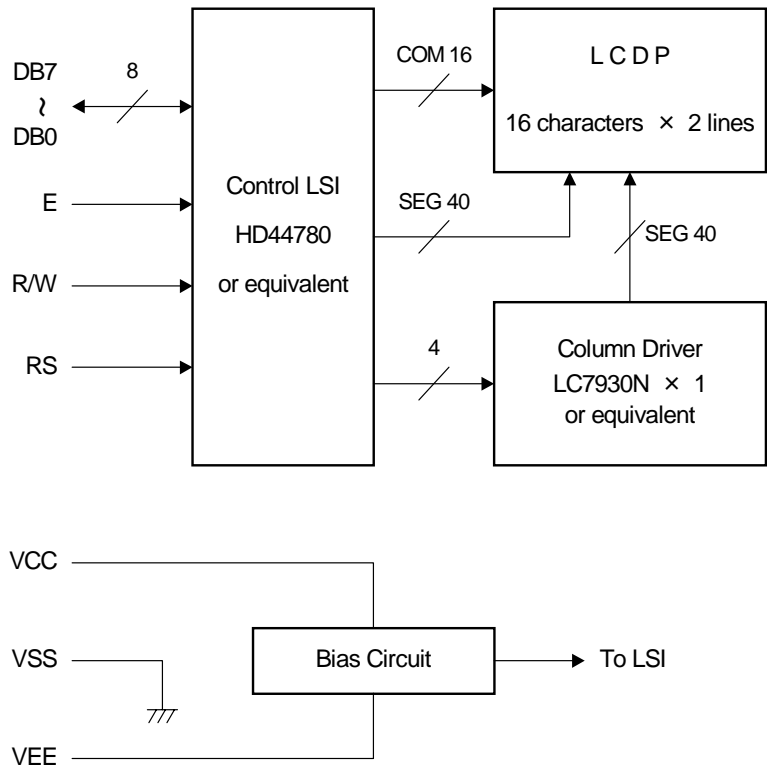 DB7
~
DB0
8
E
R/W
RS
Control LSI
HD44780
or equivalent
COM 16
SEG 40
4
L C D P
16 characters × 2 lines
SEG 40
Column Driver
LC7930N × 1
or equivalent
VCC
VSS
VEE
Bias Circuit
To LSI